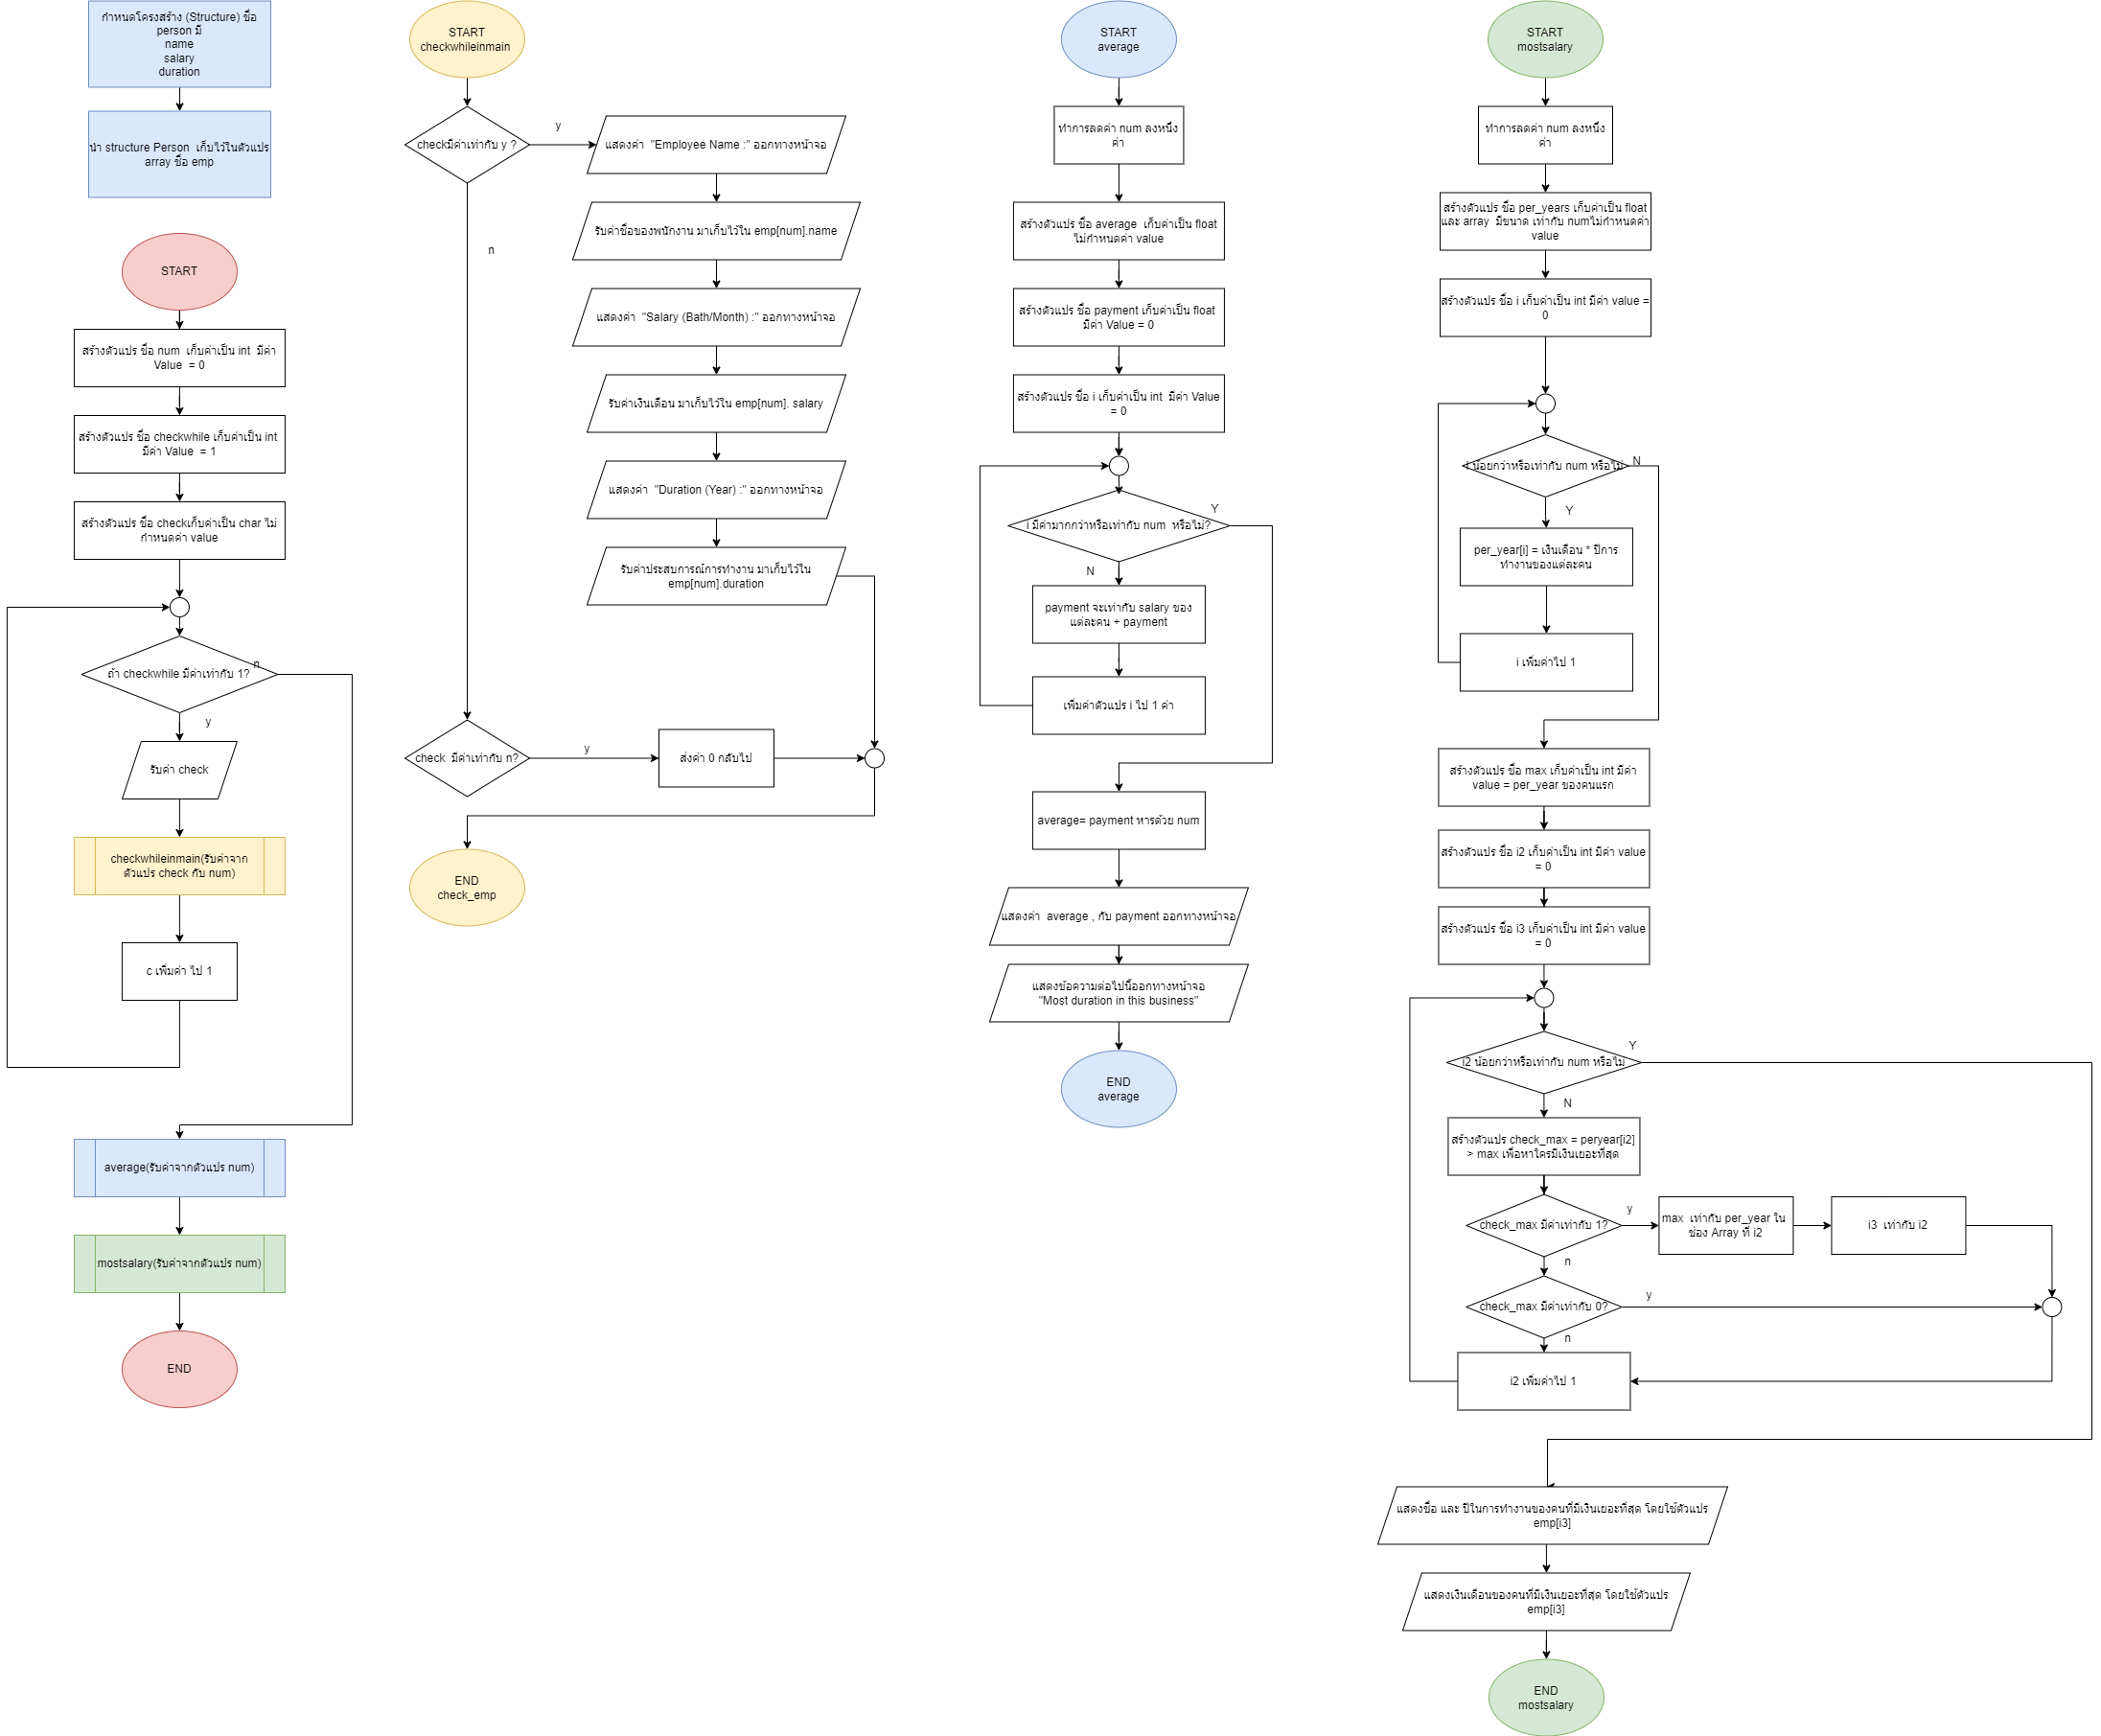 กำหนดโครงสร้าง (Structure) ชื่อ
person มี
name
salary
duration
นำ structure Person เก็บไว้ในตัวแปร
array ชื่อ emp
START
สร้างตัวแปร ชื่อ num เก็บค่าเป็น int มีค่า
Value = 0
สร้างตัวแปร ชื่อ checkwhile เก็บค่าเป็น int
มีค่า Value = 1
สร้างตัวแปร ชื่อ checkเก็บค่าเป็น char ไม่
กำหนดค่า value
ถ้า checkwhile มีค่าเท่ากับ 1?
n
y
รับค่า check
checkwhileinmain(รับค่าจาก
ตัวแปร check กับ num)
c เพิ่มค่า ไป 1
average(รับค่าจากตัวแปร num)
mostsalary(รับค่าจากตัวแปร num)
END
START
checkwhileinmain
checkมีค่าเท่ากับ y ?
y
n
แสดงค่า "Employee Name :" ออกทางหน้าจอ
รับค่าชื่อของพนักงาน มาเก็บไว้ใน emp[num].name
แสดงค่า "Salary (Bath/Month) :" ออกทางหน้าจอ
รับค่าเงินเดือน มาเก็บไว้ใน emp[num]. salary
แสดงค่า "Duration (Year) :" ออกทางหน้าจอ
รับค่าประสบการณ์การทำงาน มาเก็บไว้ใน
emp[num].duration
check มีค่าเท่ากับ n?
y
ส่งค่า 0 กลับไป
END
check_emp
START
average
ทำการลดค่า num ลงหนึ่ง
ค่า
สร้างตัวแปร ชื่อ average เก็บค่าเป็น float
ไม่กำหนดค่า value
สร้างตัวแปร ชื่อ payment เก็บค่าเป็น float
มีค่า Value = 0
สร้างตัวแปร ชื่อ i เก็บค่าเป็น int มีค่า Value
= 0
i มีค่ามากกว่าหรือเท่ากับ num หรือไม่?
Y
N
payment จะเท่ากับ salary ของ
แต่ละคน + payment
เพิ่มค่าตัวแปร i ไป 1 ค่า
average= payment หารด้วย num
แสดงค่า average , กับ payment ออกทางหน้าจอ
แสดงข้อความต่อไปนี้ออกทางหน้าจอ
"Most duration in this business"
END
average
START
mostsalary
ทำการลดค่า num ลงหนึ่ง
ค่า
สร้างตัวแปร ชื่อ per_years เก็บค่าเป็น float
และ array มีขนาด เท่ากับ numไม่กำหนดค่า
value
สร้างตัวแปร ชื่อ i เก็บค่าเป็น int มีค่า value =
0
i น้อยกว่าหรือเท่ากับ num หรือไม่
N
Y
per_year[i] = เงินเดือน * ปีการ
ทำงานของแต่ละคน
i เพิ่มค่าไป 1
สร้างตัวแปร ชื่อ max เก็บค่าเป็น int มีค่า
value = per_year ของคนแรก
สร้างตัวแปร ชื่อ i2 เก็บค่าเป็น int มีค่า value
= 0
สร้างตัวแปร ชื่อ i3 เก็บค่าเป็น int มีค่า value
= 0
i2 น้อยกว่าหรือเท่ากับ num หรือไม่
Y
N
สร้างตัวแปร check_max = peryear[i2]
> max เพื่อหาใครมีเงินเยอะที่สุด
check_max มีค่าเท่ากับ 1?
y
max เท่ากับ per_year ใน
ช่อง Array ที่ i2
i3 เท่ากับ i2
n
check_max มีค่าเท่ากับ 0?
y
n
i2 เพิ่มค่าไป 1
แสดงชื่อ และ ปีในการทำงานของคนที่มีเงินเยอะที่สุด โดยใช้ตัวแปร
emp[i3]
แสดงเงินเดือนของคนที่มีเงินเยอะที่สุด โดยใช้ตัวแปร
emp[i3]
END
mostsalary